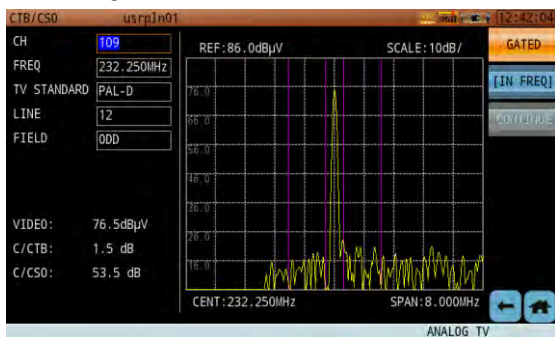 CTB/CSO usrpIn01 75Ω 12:42:04
CH 109
FREQ 232.250MHz
TV STANDARD PAL-D
LINE 12
FIELD ODD
VIDEO: 76.5dBµV
C/CTB: 1.5 dB
C/CSO: 53.5 dB
REF:86.0dBµV SCALE:10dB/
76.0
66.0
56.0
46.0
36.0
26.0
16.0
CENT:232.250MHz SPAN:8.000MHz
GATED
[IN FREQ]
CONTINUE
ANALOG TV